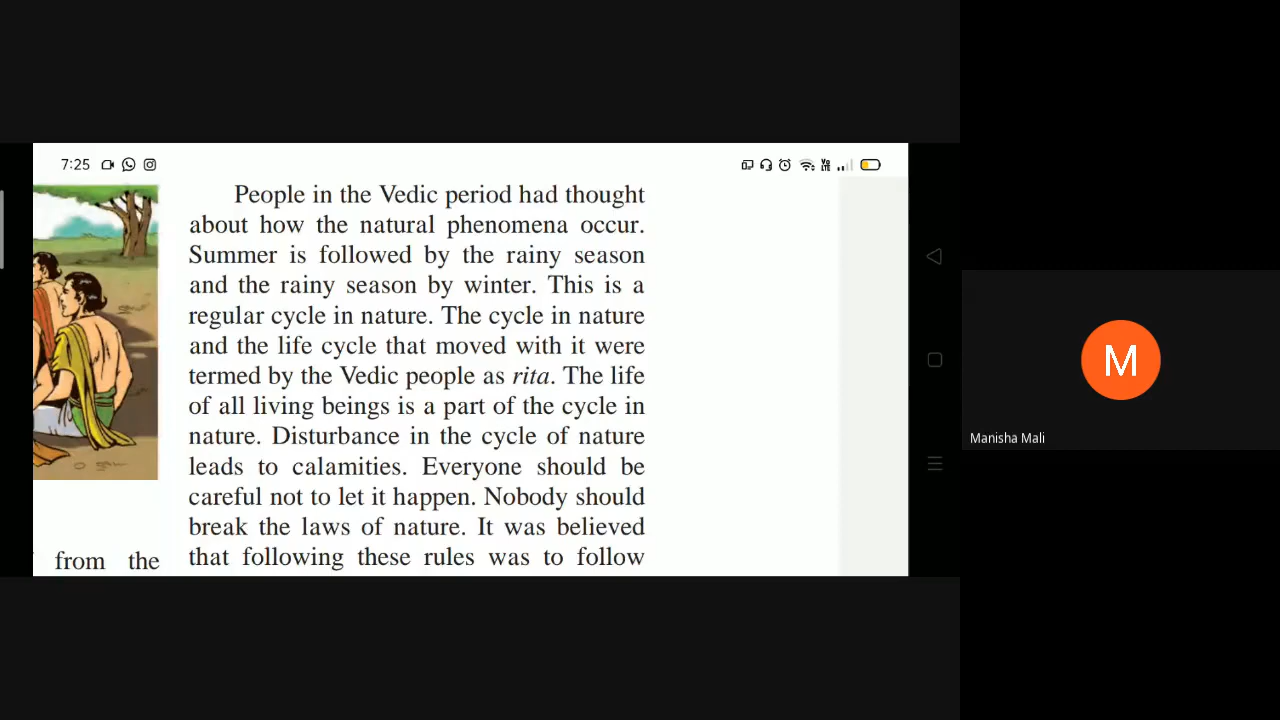 7:25
People in the Vedic period had thought
about how the natural phenomena occur.
Summer is followed by the rainy season
and the rainy season by winter. This is a
regular cycle in nature. The cycle in nature
and the life cycle that moved with it were
termed by the Vedic people as rita. The life
of all living beings is a part of the cycle in
nature. Disturbance in the cycle of nature
leads to calamities. Everyone should be
careful not to let it happen. Nobody should
break the laws of nature. It was believed
that following these rules was to follow
from the
M
Manisha Mali